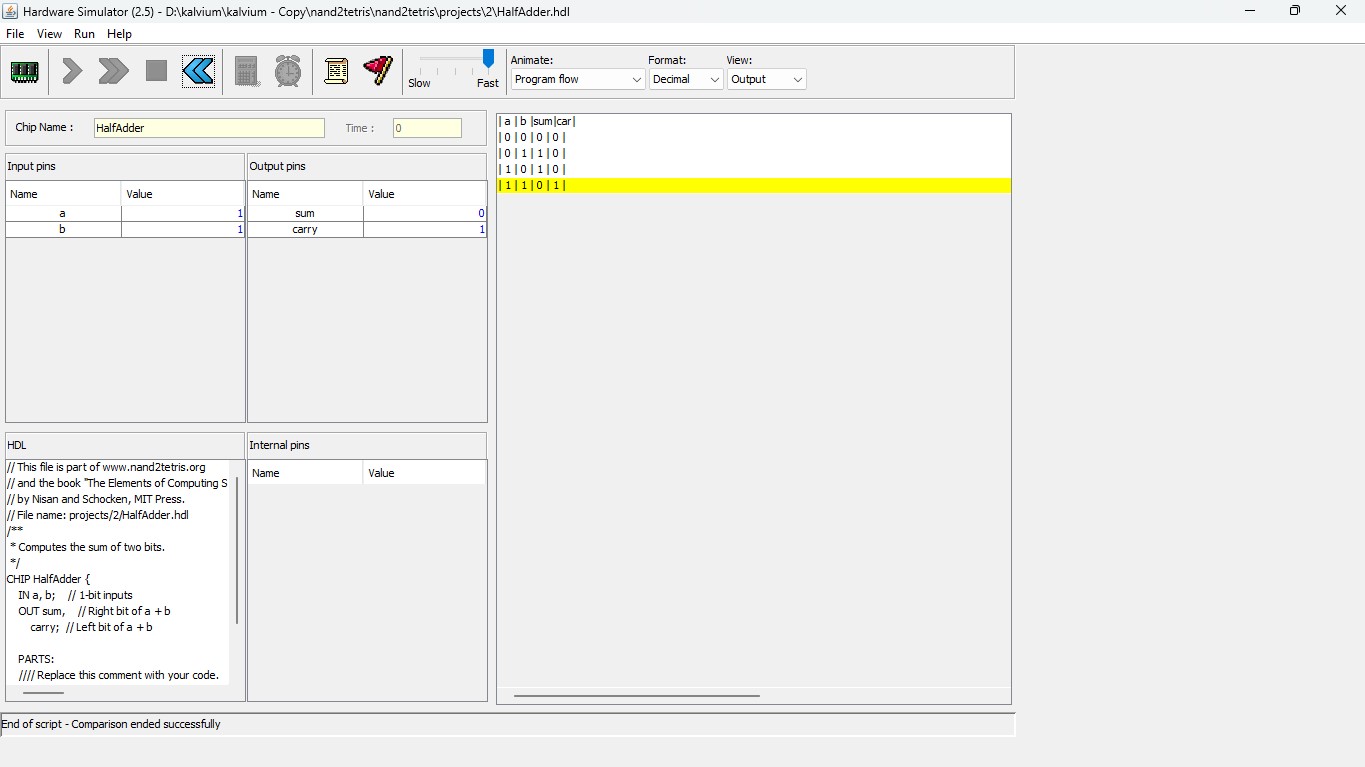 Hardware Simulator (2.5) - D:\kalvium\kalvium - Copy\nand2tetris\nand2tetris\projects\2\HalfAdder.hdl
File View Run Help
Slow Fast
Animate: Format: View:
Program flow Decimal Output
Chip Name : HalfAdder Time : 0
Input pins
Name Value
a 1
b 1
Output pins
Name Value
sum 0
carry 1
HDL
// This file is part of www.nand2tetris.org
// and the book "The Elements of Computing S
// by Nisan and Schocken, MIT Press.
// File name: projects/2/HalfAdder.hdl
/**
* Computes the sum of two bits.
*/
CHIP HalfAdder {
IN a, b; // 1-bit inputs
OUT sum, // Right bit of a + b
carry; // Left bit of a + b
PARTS:
//// Replace this comment with your code.
Internal pins
Name Value
| a | b |sum|car|
| 0 | 0 | 0 | 0 |
| 0 | 1 | 1 | 0 |
| 1 | 0 | 1 | 0 |
| 1 | 1 | 0 | 1 |
End of script - Comparison ended successfully